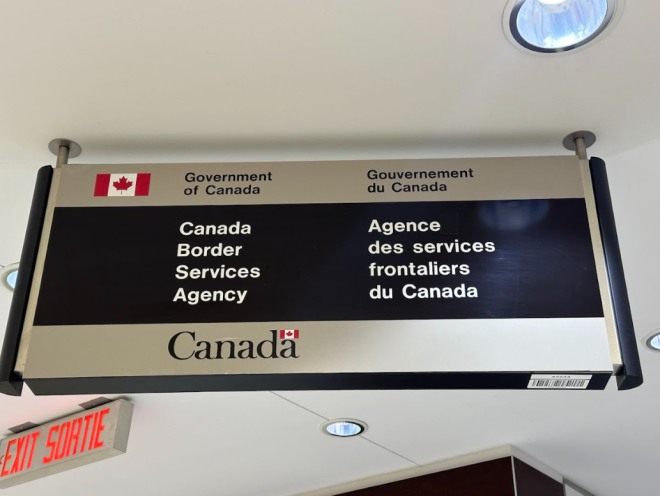 Government
of Canada
Gouvernement
du Canada
Canada
Border
Services
Agency
Agence
des services
frontaliers
du Canada
Canada
EXIT SORTIE